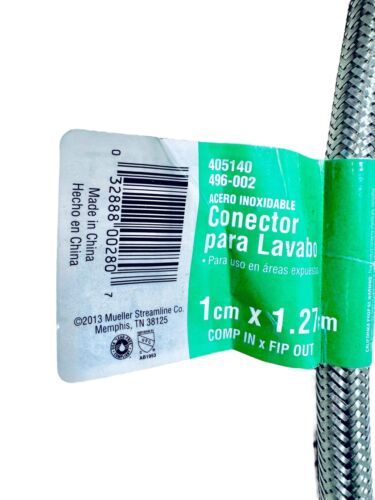 405140
496-002
ACERO INOXIDABLE
Conector
para Lavabo
• Para uso en áreas
1cm x 1.27cm
COMP IN x FIP OUT
0 32888 00280 7
Made in China
Hecho en China
©2013 Mueller Streamline Co.
Memphis, TN 38125
AB1953